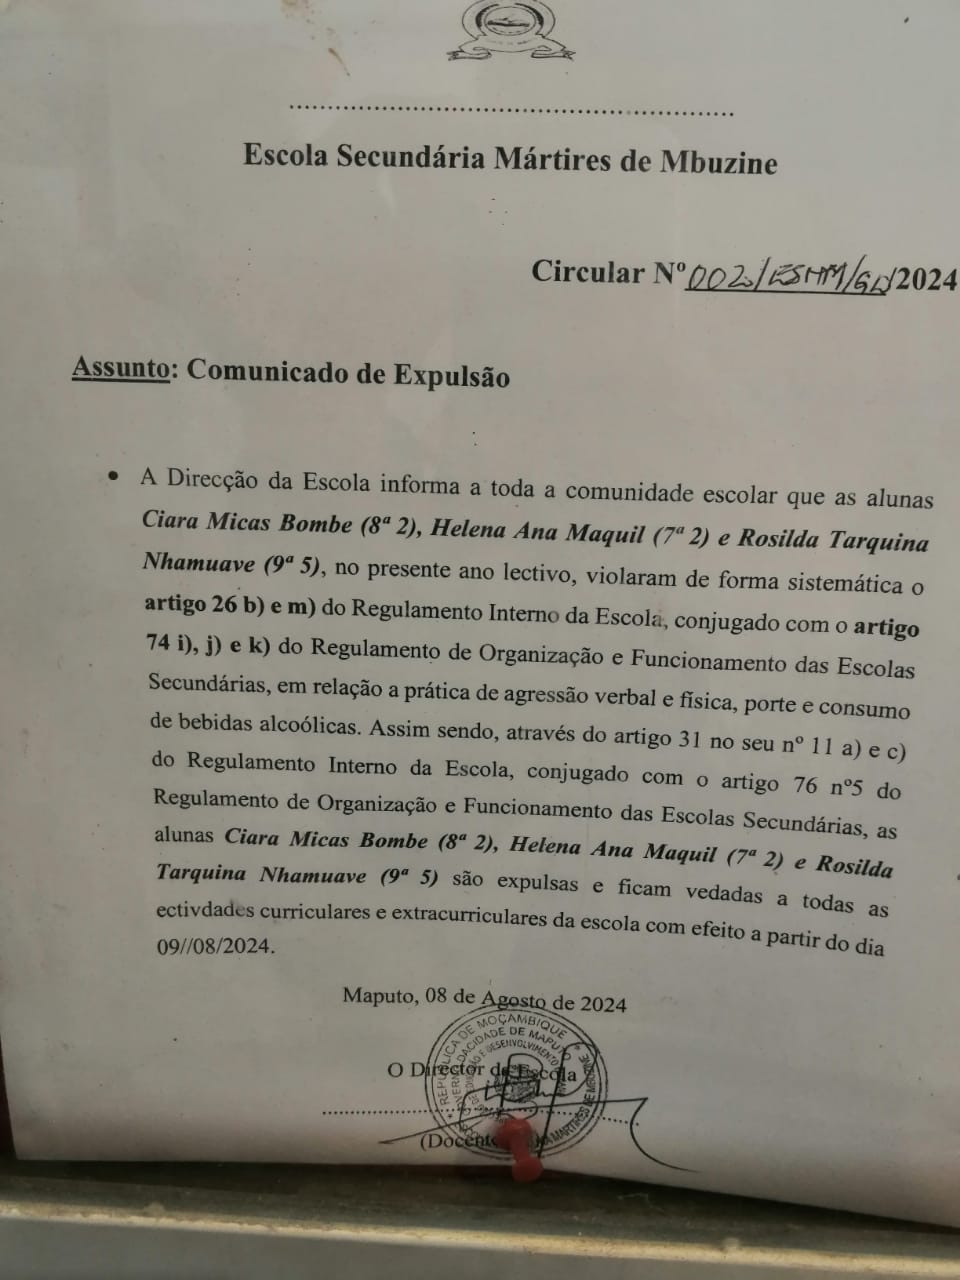 Escola Secundária Mártires de Mbuzine
Circular Nº 002/ESMM/GD/2024
Assunto: Comunicado de Expulsão
• A Direcção da Escola informa a toda a comunidade escolar que as alunas
Ciara Micas Bombe (8ª 2), Helena Ana Maquil (7ª 2) e Rosilda Tarquina
Nhamuave (9ª 5), no presente ano lectivo, violaram de forma sistemática o
artigo 26 b) e m) do Regulamento Interno da Escola, conjugado com o artigo
74 i), j) e k) do Regulamento de Organização e Funcionamento das Escolas
Secundárias, em relação a prática de agressão verbal e física, porte e consumo
de bebidas alcoólicas. Assim sendo, através do artigo 31 no seu nº 11 a) e c)
do Regulamento Interno da Escola, conjugado com o artigo 76 nº5 do
Regulamento de Organização e Funcionamento das Escolas Secundárias, as
alunas Ciara Micas Bombe (8ª 2), Helena Ana Maquil (7ª 2) e Rosilda
Tarquina Nhamuave (9ª 5) são expulsas e ficam vedadas a todas as
ectivdades curriculares e extracurriculares da escola com efeito a partir do dia
09//08/2024.
Maputo, 08 de Agosto de 2024
REPÚBLICA DE MOÇAMBIQUE
CIDADE DE MAPUTO
DESENVOLVIMENTO
MARTIRES DE MBUZINE
O Director de Escola
(Docente